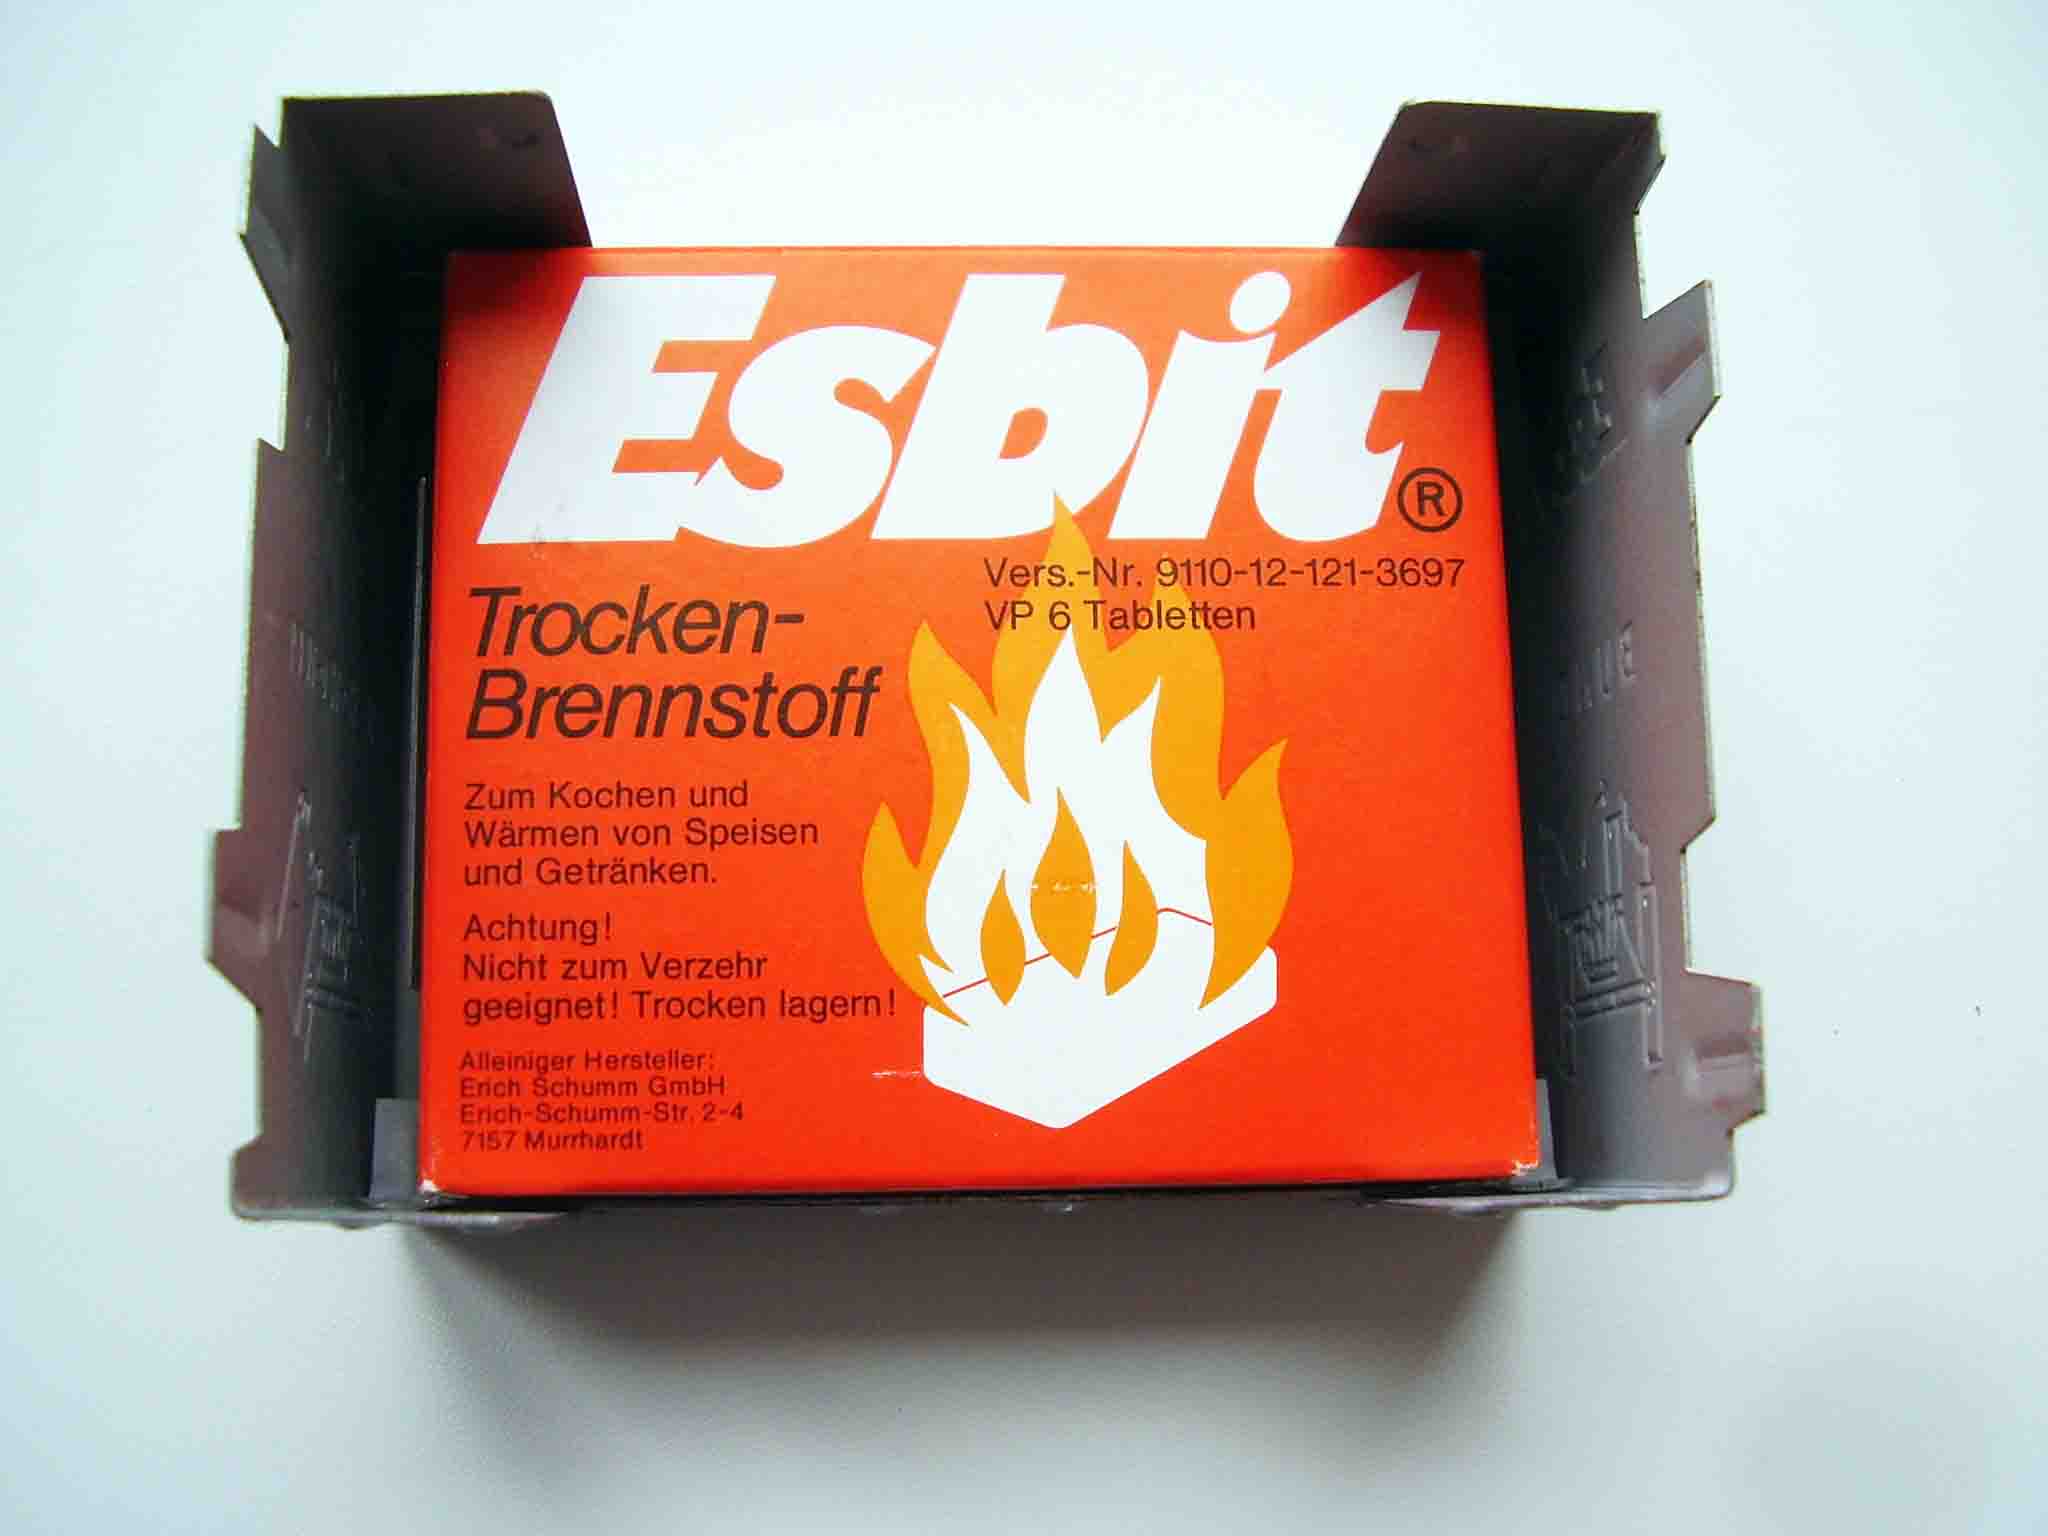 Esbit®
Vers.-Nr. 9110-12-121-3697
VP 6 Tabletten
Trocken-
Brennstoff
Zum Kochen und
Wärmen von Speisen
und Getränken.
Achtung!
Nicht zum Verzehr
geeignet! Trocken lagern!
Alleiniger Hersteller:
Erich Schumm GmbH
Erich-Schumm-Str. 2-4
7157 Murrhardt